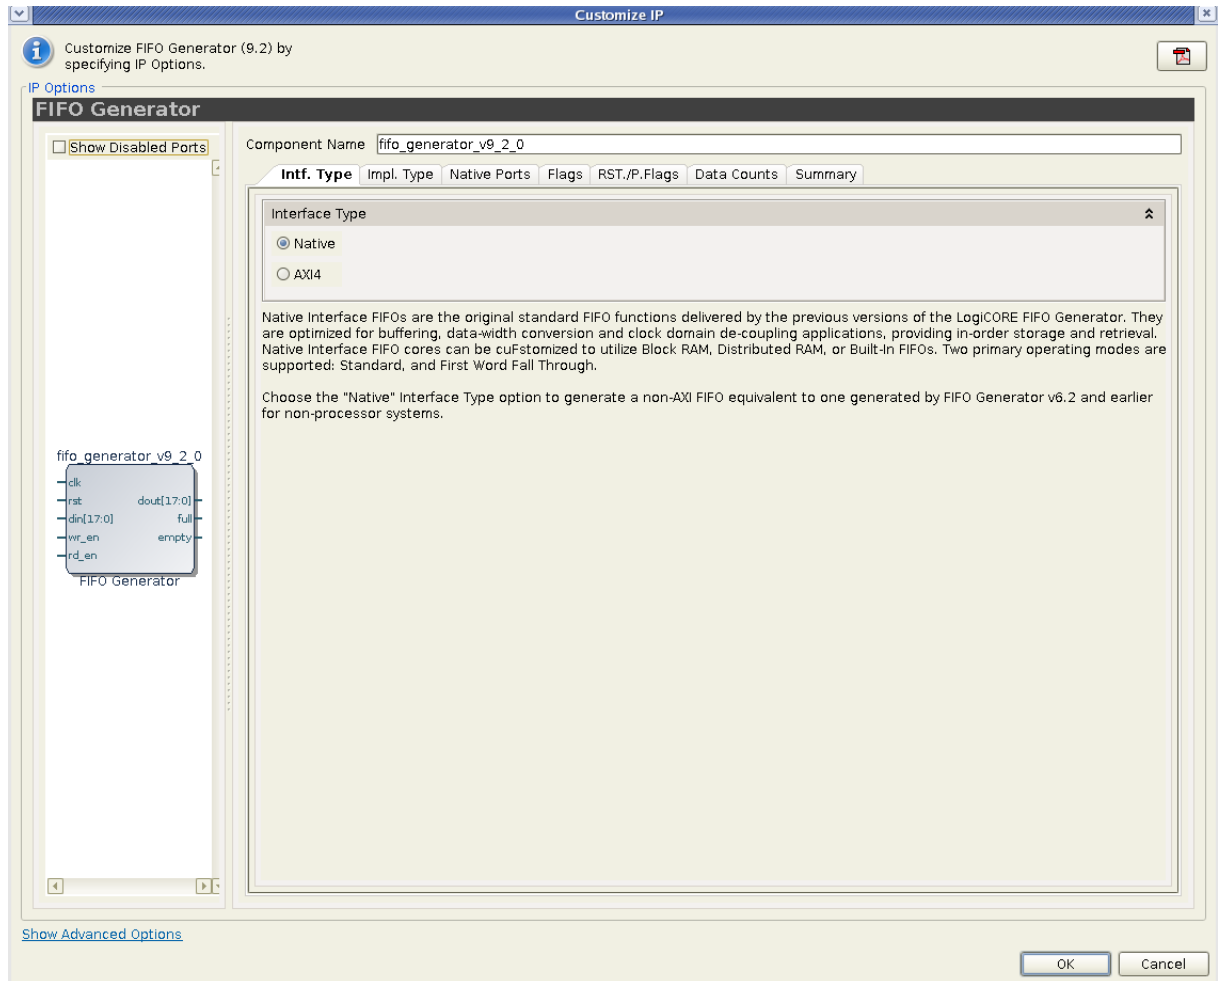 Customize IP
Customize FIFO Generator (9.2) by
specifying IP Options.
IP Options
FIFO Generator
Show Disabled Ports
Component Name fifo_generator_v9_2_0
Intf. Type Impl. Type Native Ports Flags RST./P.Flags Data Counts Summary
Interface Type
Native
AXI4
Native Interface FIFOs are the original standard FIFO functions delivered by the previous versions of the LogiCORE FIFO Generator. They
are optimized for buffering, data-width conversion and clock domain de-coupling applications, providing in-order storage and retrieval.
Native Interface FIFO cores can be cuFstomized to utilize Block RAM, Distributed RAM, or Built-In FIFOs. Two primary operating modes are
supported: Standard, and First Word Fall Through.
Choose the "Native" Interface Type option to generate a non-AXI FIFO equivalent to one generated by FIFO Generator v6.2 and earlier
for non-processor systems.
fifo_generator_v9_2_0
clk
rst dout[17:0]
din[17:0] full
wr_en empty
rd_en
FIFO Generator
Show Advanced Options
OK Cancel